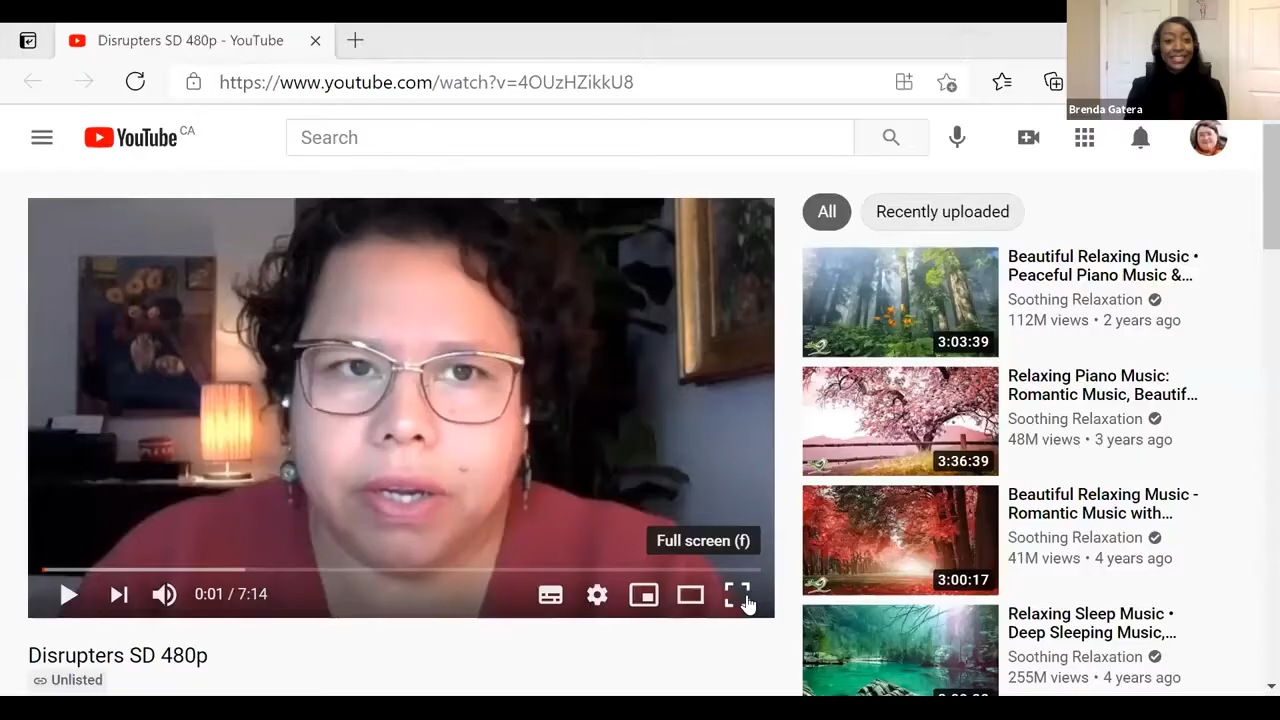 Disrupters SD 480p - YouTube
https://www.youtube.com/watch?v=4OUzHZikkU8
Brenda Gatera
YouTube CA
Search
All
Recently uploaded
Beautiful Relaxing Music •
Peaceful Piano Music &...
Soothing Relaxation
112M views • 2 years ago
3:03:39
Relaxing Piano Music:
Romantic Music, Beautif...
Soothing Relaxation
48M views • 3 years ago
3:36:39
Beautiful Relaxing Music -
Romantic Music with...
Soothing Relaxation
41M views • 4 years ago
3:00:17
Relaxing Sleep Music •
Deep Sleeping Music,...
Soothing Relaxation
255M views • 4 years ago
Full screen (f)
0:01 / 7:14
Disrupters SD 480p
Unlisted